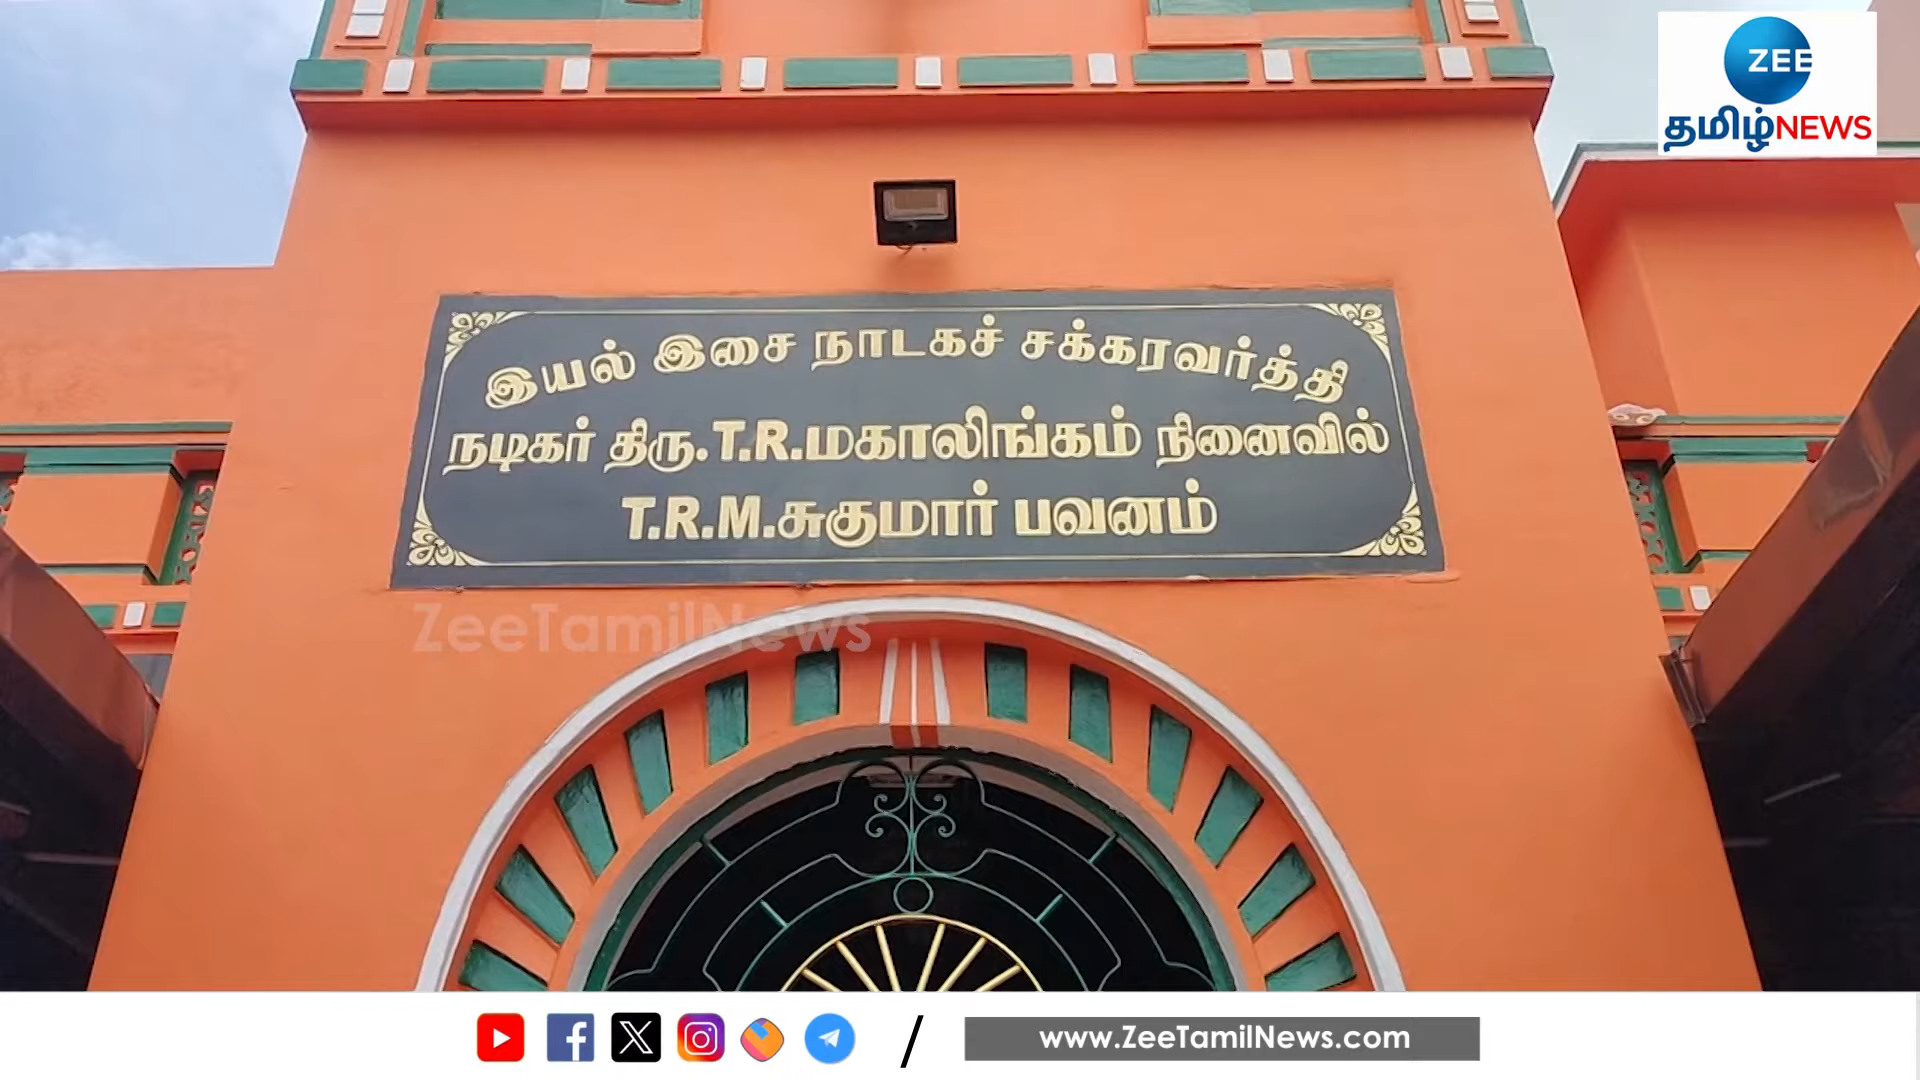 ZEE
தமிழ்NEWS
இயல் இசை நாடகச் சக்கரவர்த்தி
நடிகர் திரு.T.R.மகாலிங்கம் நினைவில்
T.R.M.சுகுமார் பவனம்
ZeeTamilNews
www.ZeeTamilNews.com